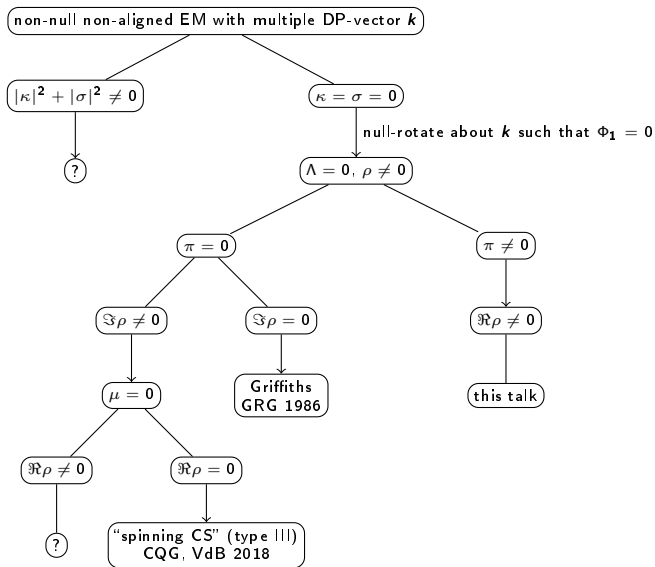 non-null non-aligned EM with multiple DP-vector k
|κ|² + |σ|² ≠ 0
κ = σ = 0
null-rotate about k such that Φ₁ = 0
?
Λ = 0, ρ ≠ 0
π = 0
π ≠ 0
ℑρ ≠ 0
ℑρ = 0
ℜρ ≠ 0
μ = 0
Griffiths
GRG 1986
this talk
ℜρ ≠ 0
ℜρ = 0
?
“spinning CS” (type III)
CQG, VdB 2018